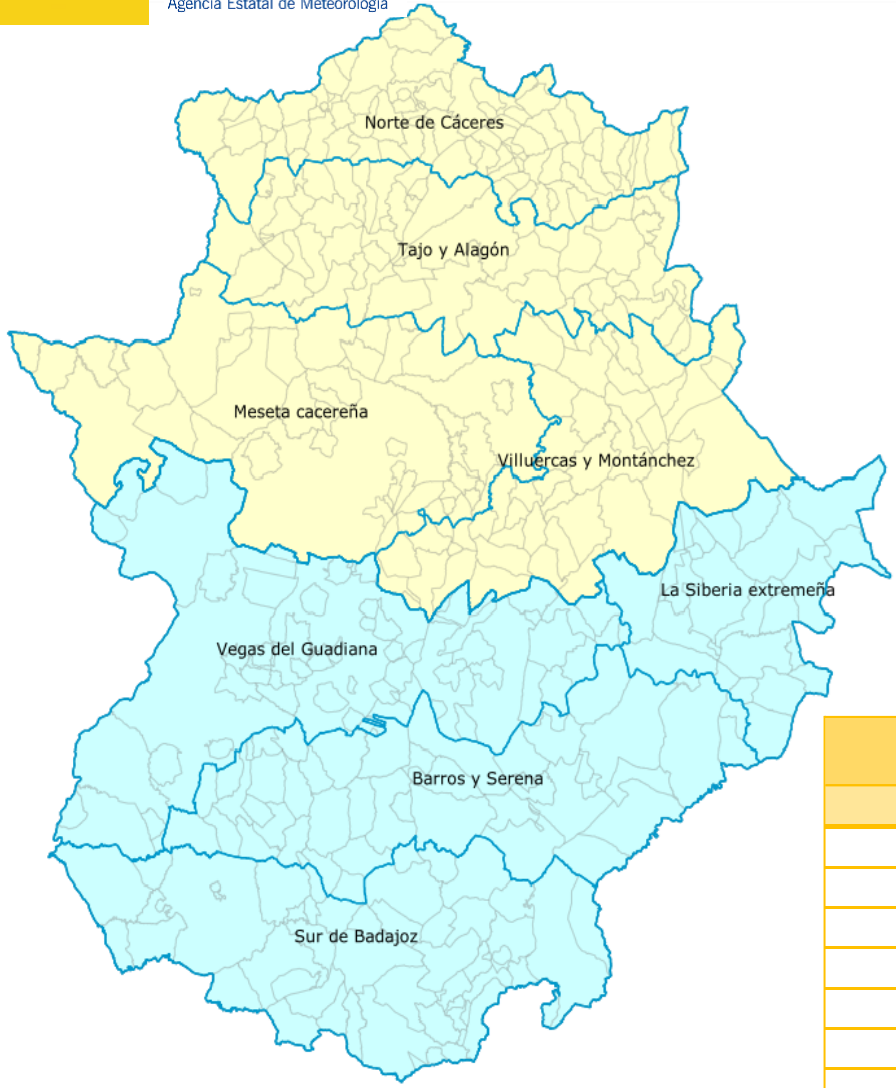 Agencia Estatal de Meteorología
Norte de Cáceres
Tajo y Alagón
Meseta cacereña
Villuercas y Montánchez
La Siberia extremeña
Vegas del Guadiana
Barros y Serena
Sur de Badajoz